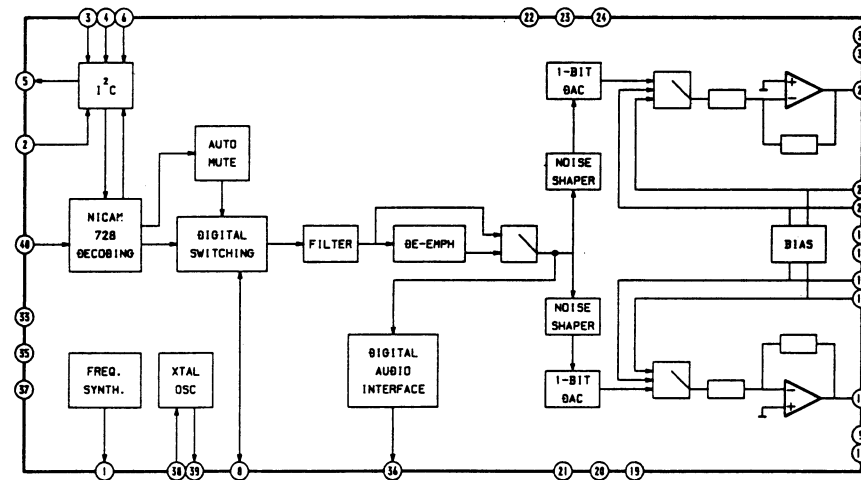 3 4 6
22 23 24
5
I²C
1-BIT
DAC
2
AUTO
MUTE
NOISE
SHAPER
40
NICAM
728
DECODING
DIGITAL
SWITCHING
FILTER
DE-EMPH
BIAS
33
35
37
NOISE
SHAPER
FREQ.
SYNTH.
XTAL
OSC
DIGITAL
AUDIO
INTERFACE
1-BIT
DAC
1 38 39 8 36 21 20 19